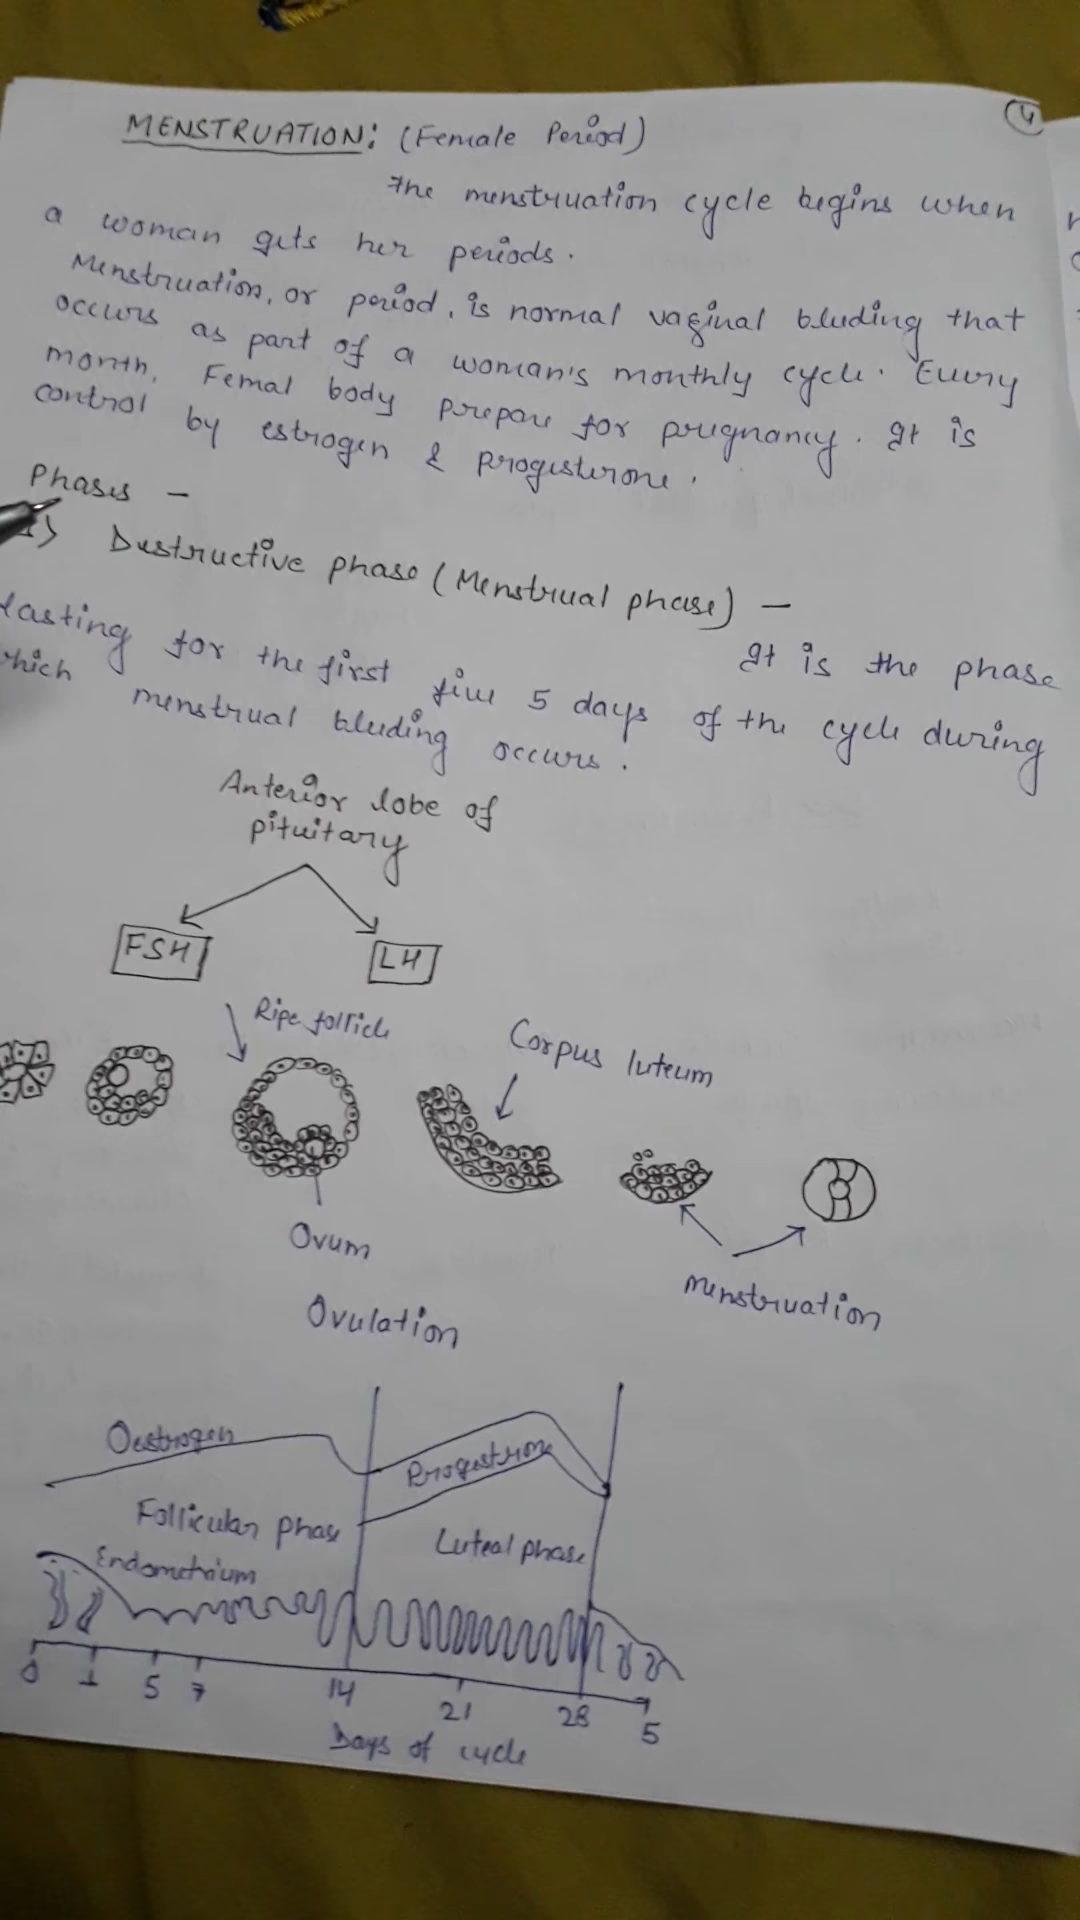 4
MENSTRUATION: (Female Period)
The menstruation cycle begins when
a woman gets her periods.
Menstruation, or period, is normal vaginal bleeding that
occurs as part of a woman's monthly cycle. Every
month, Femal body prepare for pregnancy. It is
control by estrogen & progesterone.
Phases -
1) Destructive phase (Menstrual phase) -
It is the phase
lasting for the first five 5 days of the cycle during
which menstrual bleeding occurs.
Anterior lobe of
pituitary
FSH LH
Ripe follicle
Corpus luteum
Ovum
menstruation
Ovulation
Oestrogen
Progestrone
Follicular phase
Luteal phase
Endometrium
0 1 5 7 14 21 28 5
Days of cycle